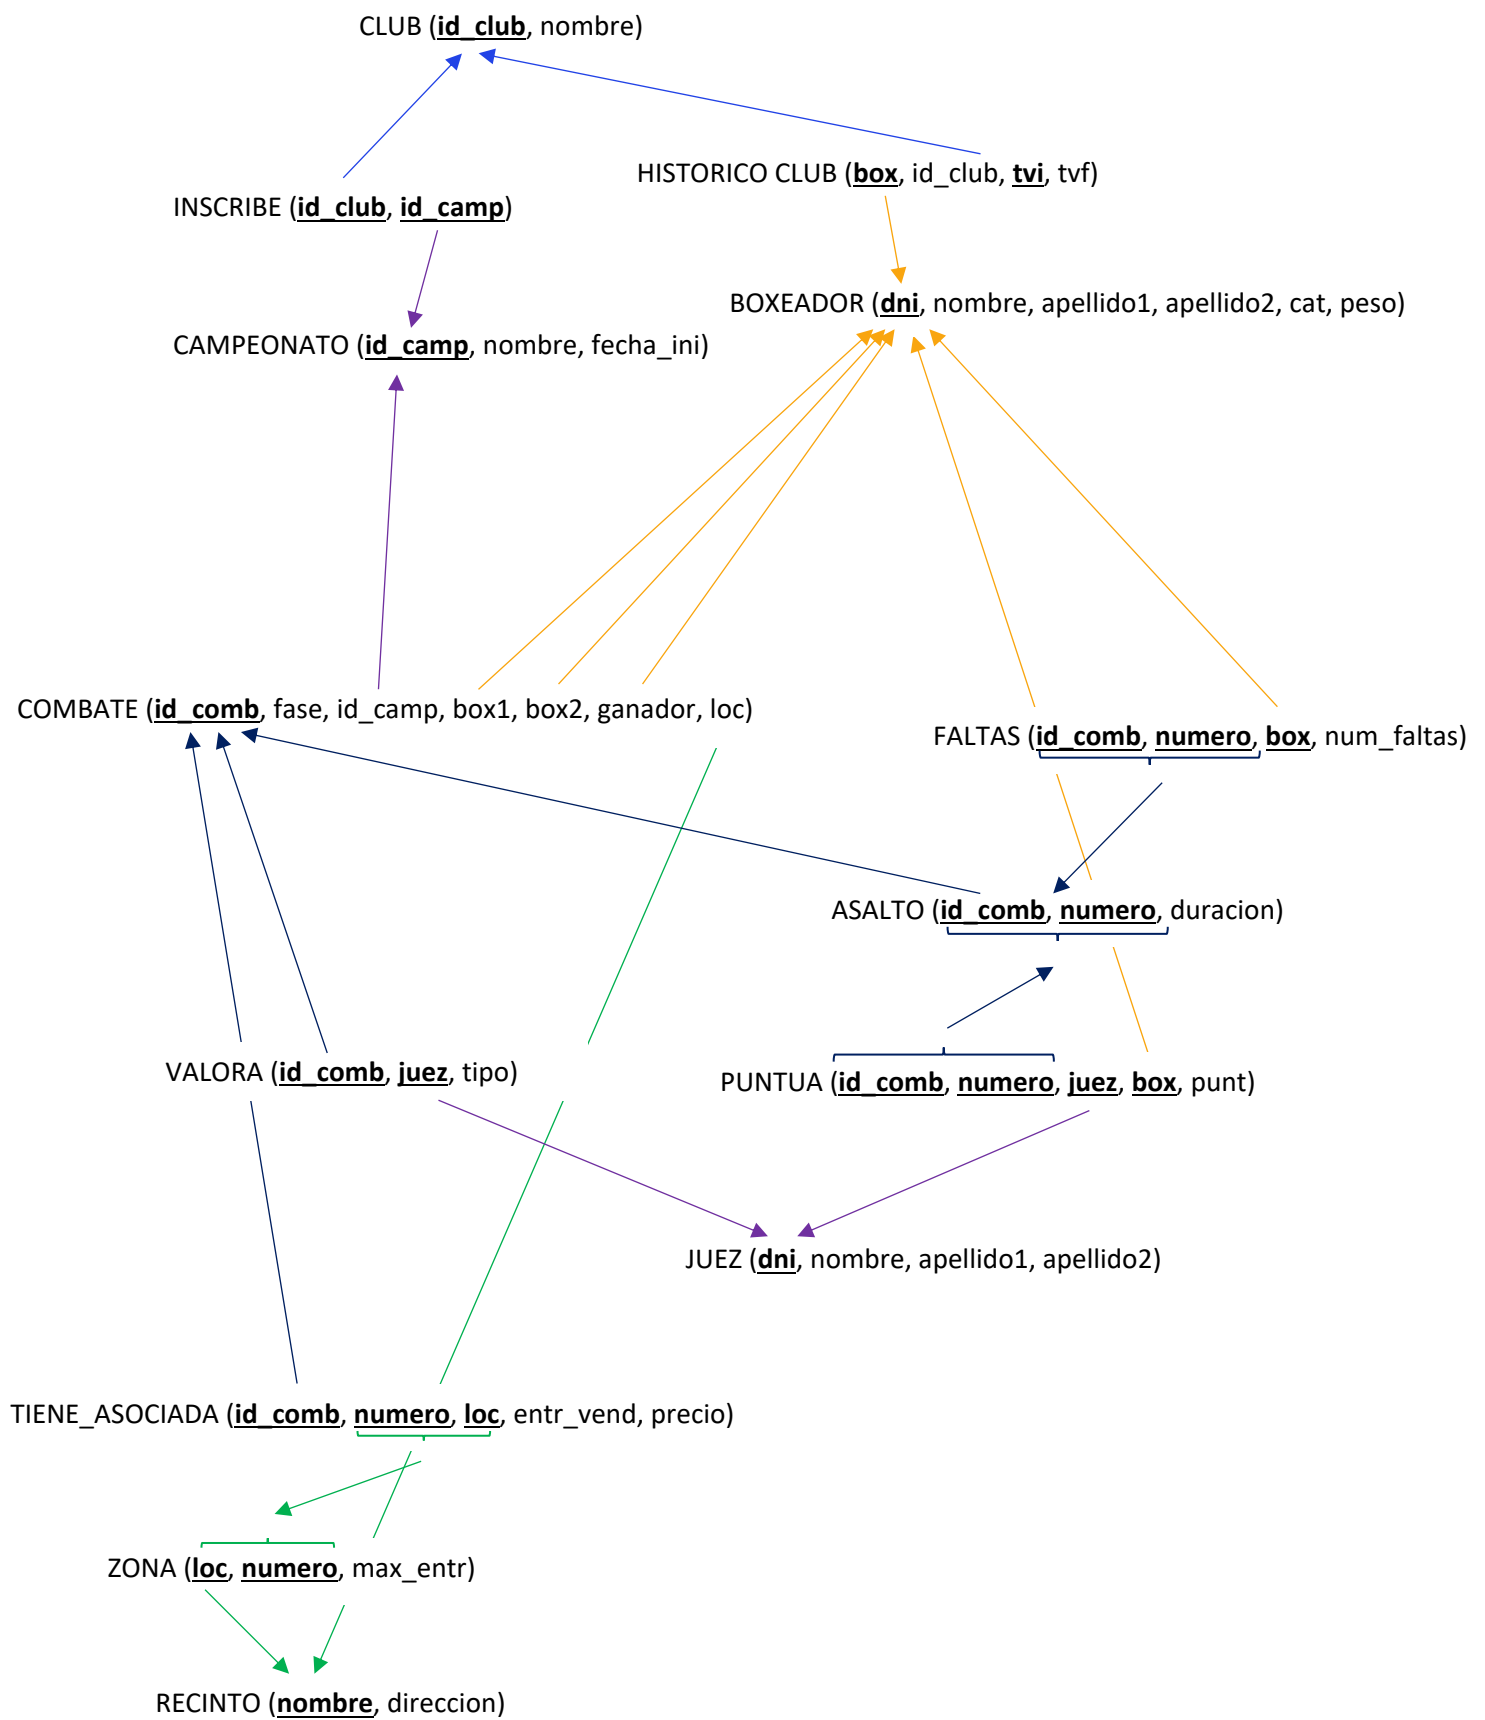 CLUB (id_club, nombre)
HISTORICO CLUB (box, id_club, tvi, tvf)
INSCRIBE (id_club, id_camp)
BOXEADOR (dni, nombre, apellido1, apellido2, cat, peso)
CAMPEONATO (id_camp, nombre, fecha_ini)
COMBATE (id_comb, fase, id_camp, box1, box2, ganador, loc)
FALTAS (id_comb, numero, box, num_faltas)
ASALTO (id_comb, numero, duracion)
VALORA (id_comb, juez, tipo)
PUNTUA (id_comb, numero, juez, box, punt)
JUEZ (dni, nombre, apellido1, apellido2)
TIENE_ASOCIADA (id_comb, numero, loc, entr_vend, precio)
ZONA (loc, numero, max_entr)
RECINTO (nombre, direccion)